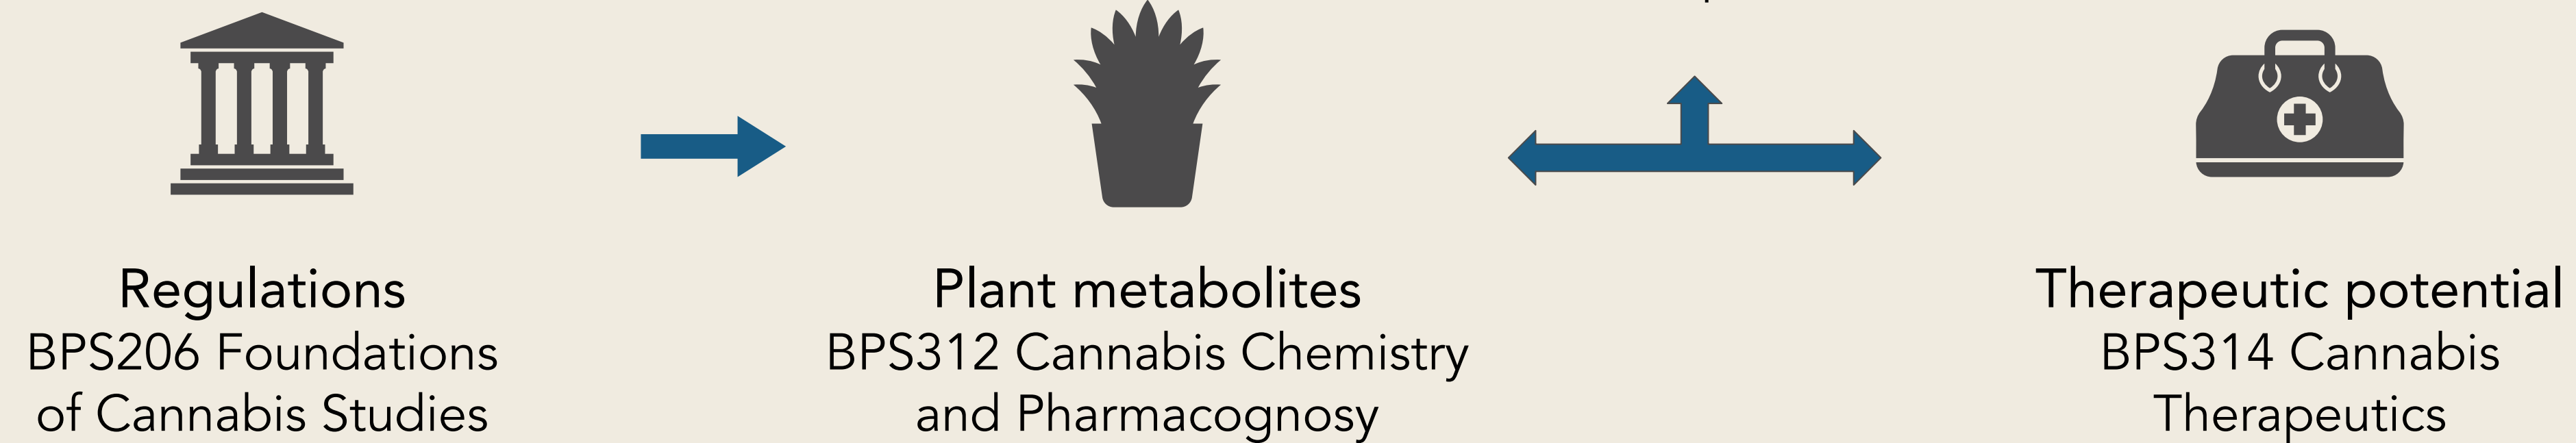 Regulations
BPS206 Foundations
of Cannabis Studies
Plant metabolites
BPS312 Cannabis Chemistry
and Pharmacognosy
Therapeutic potential
BPS314 Cannabis
Therapeutics